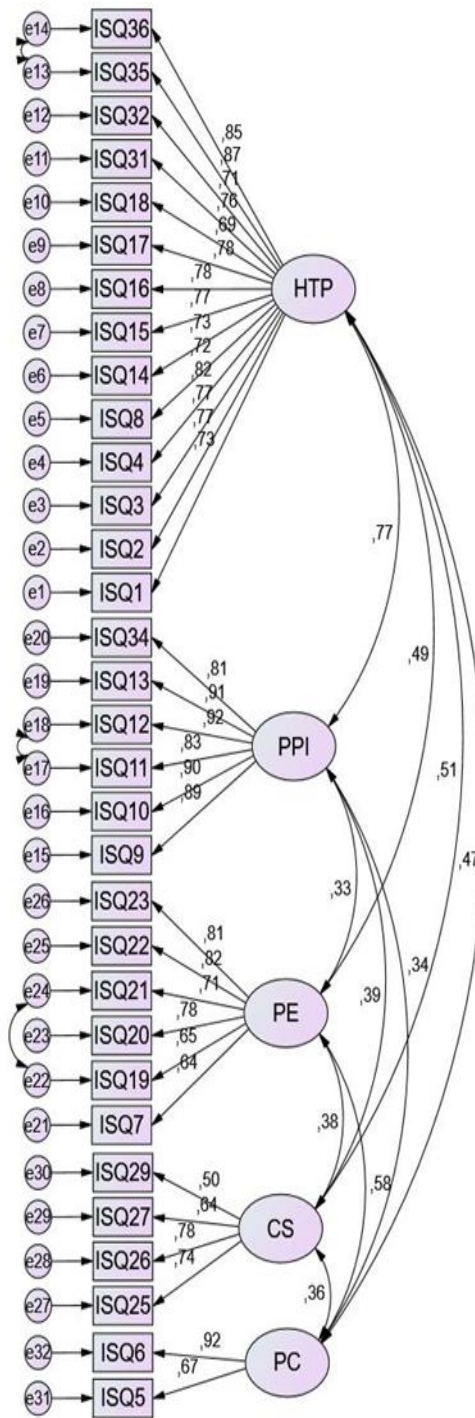 e14 ISQ36
e13 ISQ35
e12 ISQ32
e11 ISQ31
e10 ISQ18
e9 ISQ17
e8 ISQ16
e7 ISQ15
e6 ISQ14
e5 ISQ8
e4 ISQ4
e3 ISQ3
e2 ISQ2
e1 ISQ1
,85
,87
,71
,76
,69
,78
,78
,77
,73
,72
,82
,77
,77
,73
HTP
e20 ISQ34
e19 ISQ13
e18 ISQ12
e17 ISQ11
e16 ISQ10
e15 ISQ9
,81
,91
,92
,83
,90
,89
PPI
e26 ISQ23
e25 ISQ22
e24 ISQ21
e23 ISQ20
e22 ISQ19
e21 ISQ7
,81
,82
,71
,78
,65
,64
PE
e30 ISQ29
e29 ISQ27
e28 ISQ26
e27 ISQ25
,50
,64
,78
,74
CS
e32 ISQ6
e31 ISQ5
,92
,67
PC
,77
,49
,51
,47
,33
,34
,39
,38
,58
,36